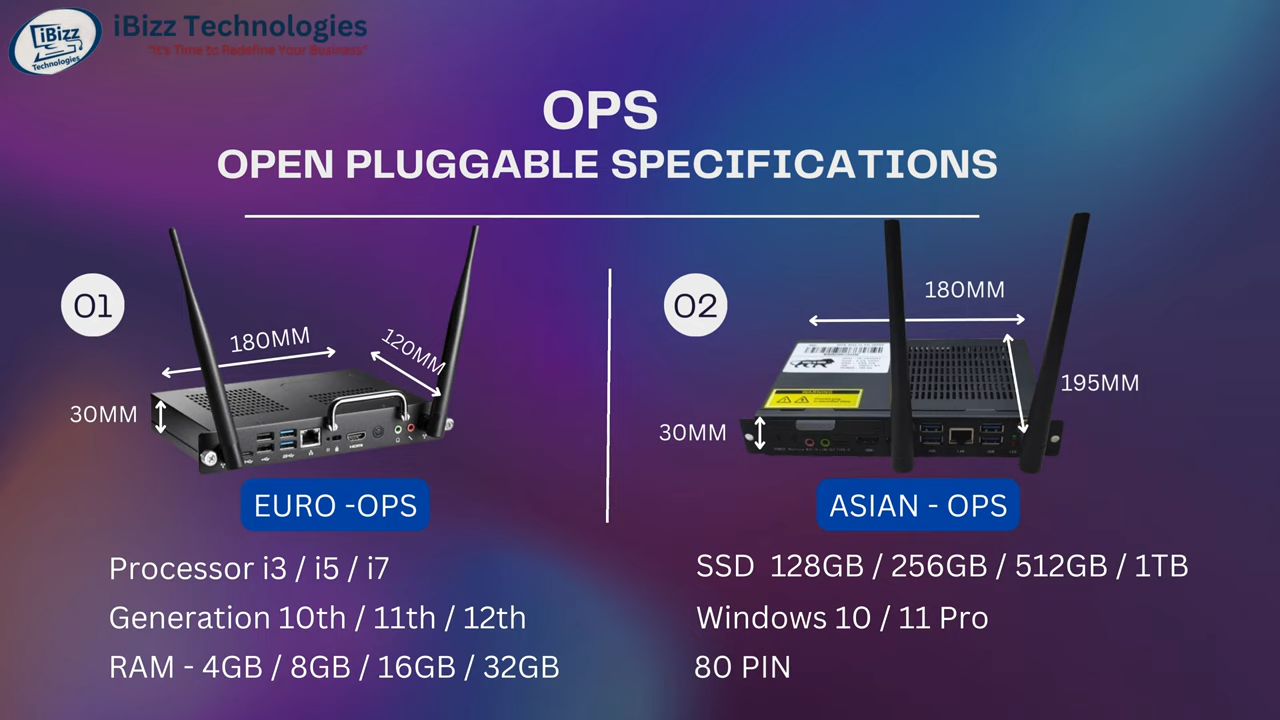 iBizz
Technologies
iBizz Technologies
"It's Time to Redefine Your Business"
OPS
OPEN PLUGGABLE SPECIFICATIONS
01
180MM
120MM
30MM
HDMI
EURO -OPS
02
180MM
195MM
30MM
ASIAN - OPS
Processor i3 / i5 / i7
Generation 10th / 11th / 12th
RAM - 4GB / 8GB / 16GB / 32GB
SSD 128GB / 256GB / 512GB / 1TB
Windows 10 / 11 Pro
80 PIN